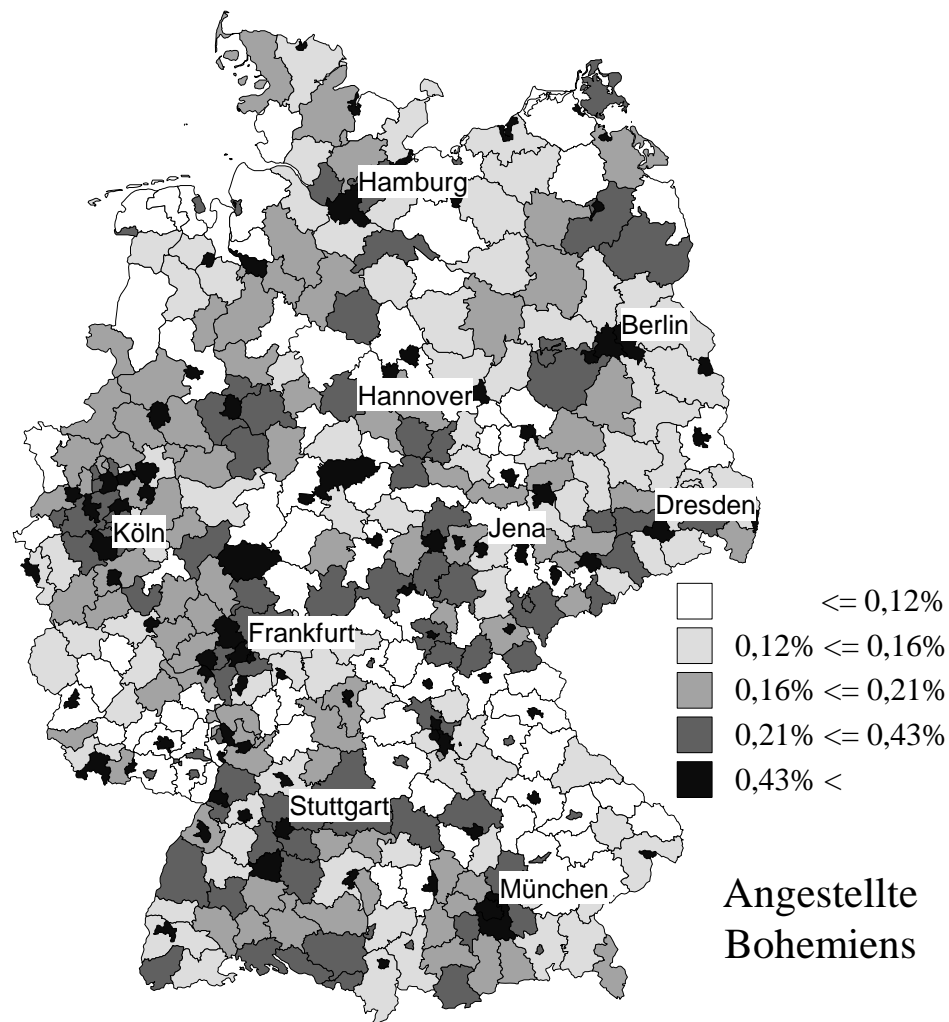 Hamburg
Berlin
Hannover
Dresden
Jena
Köln
<= 0,12%
Frankfurt
0,12% <= 0,16%
0,16% <= 0,21%
0,21% <= 0,43%
0,43% <
Stuttgart
München
Angestellte
Bohemiens